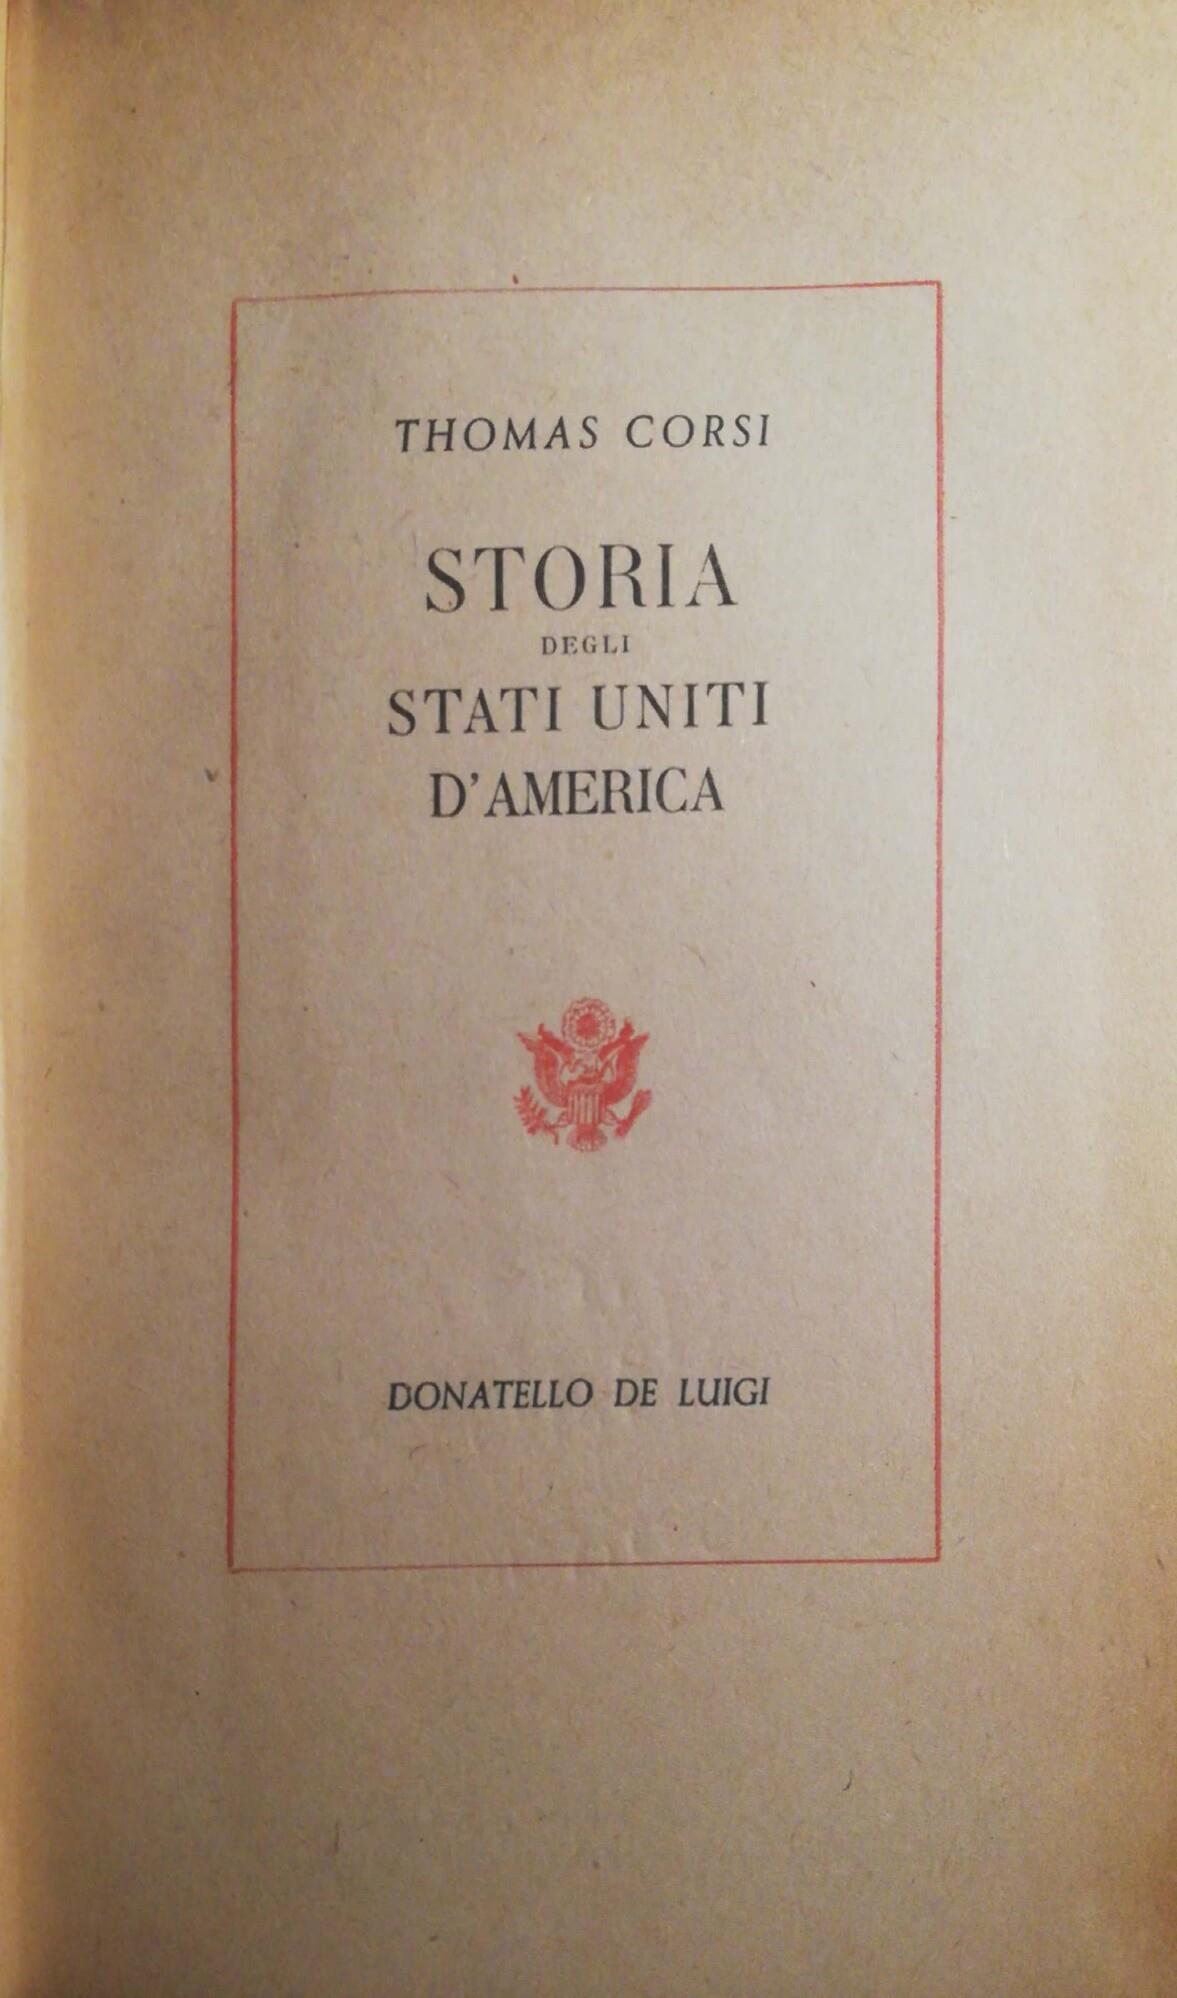 THOMAS CORSI
STORIA
DEGLI
STATI UNITI
D'AMERICA
DONATELLO DE LUIGI